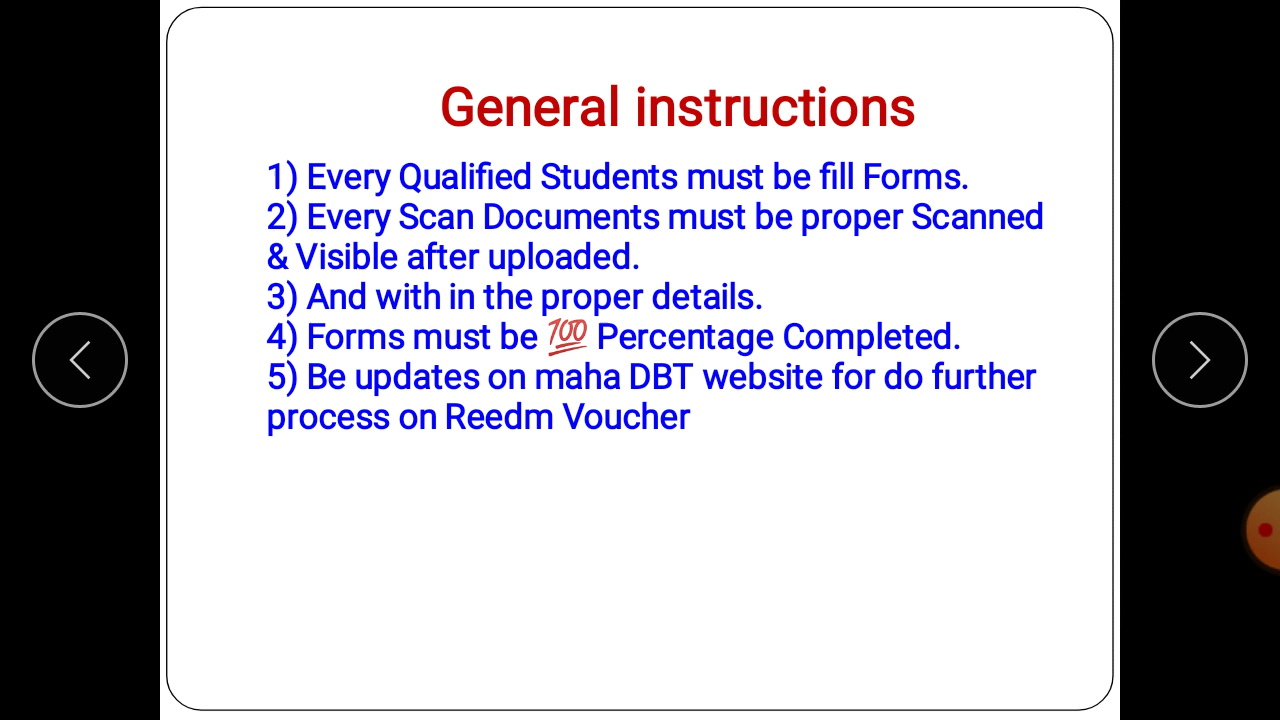 General instructions
1) Every Qualified Students must be fill Forms.
2) Every Scan Documents must be proper Scanned
& Visible after uploaded.
3) And with in the proper details.
4) Forms must be 💯 Percentage Completed.
5) Be updates on maha DBT website for do further
process on Reedm Voucher